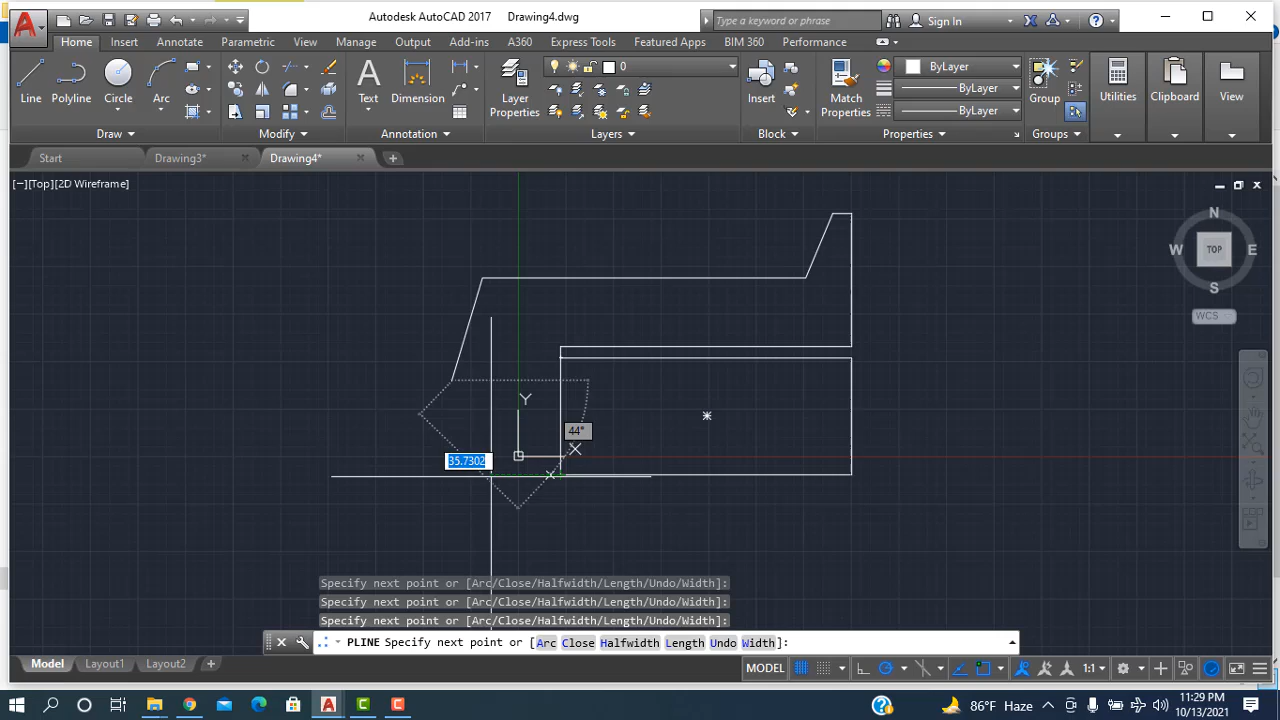 Autodesk AutoCAD 2017 Drawing4.dwg
Type a keyword or phrase
Sign In
Home Insert Annotate Parametric View Manage Output Add-ins A360 Express Tools Featured Apps BIM 360 Performance
0
ByLayer
ByLayer
ByLayer
Line Polyline Circle Arc Text Dimension Layer Properties Insert Match Properties Group Utilities Clipboard View
Draw Modify Annotation Layers Block Properties Groups
Start Drawing3* Drawing4*
[−][Top][2D Wireframe]
N
W TOP E
S
WCS
Y
44°
X
35.7302
Specify next point or [Arc/Close/Halfwidth/Length/Undo/Width]:
Specify next point or [Arc/Close/Halfwidth/Length/Undo/Width]:
Specify next point or [Arc/Close/Halfwidth/Length/Undo/Width]:
PLINE Specify next point or [Arc Close Halfwidth Length Undo Width]:
Model Layout1 Layout2
MODEL
1:1
86°F Haze
11:29 PM
10/13/2021